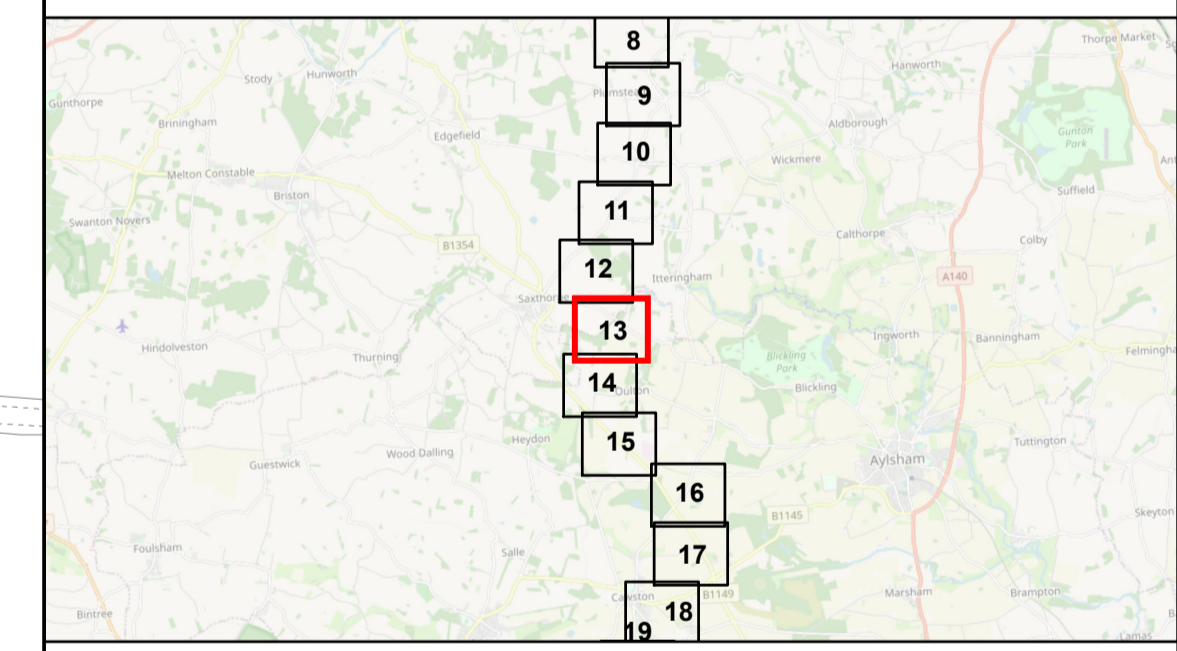 8
Thorpe Market
Hanworth
Stody
Hunworth
9
Gunthorpe
Briningham
Aldborough
Edgefield
Gunton
Park
10
Wickmere
Melton Constable
Suffield
Briston
11
Swanton Novers
Calthorpe
Colby
B1354
12
Itteringham
A140
13
Ingworth
Banningham
Hindolveston
Thurning
Blickling
Park
14
Blickling
15
Heydon
Tuttington
Wood Dalling
Guestwick
Aylsham
16
Skeyton
B1145
Foulsham
Salle
17
Marsham
Brampton
B1149
18
Bintree
19
Lamas